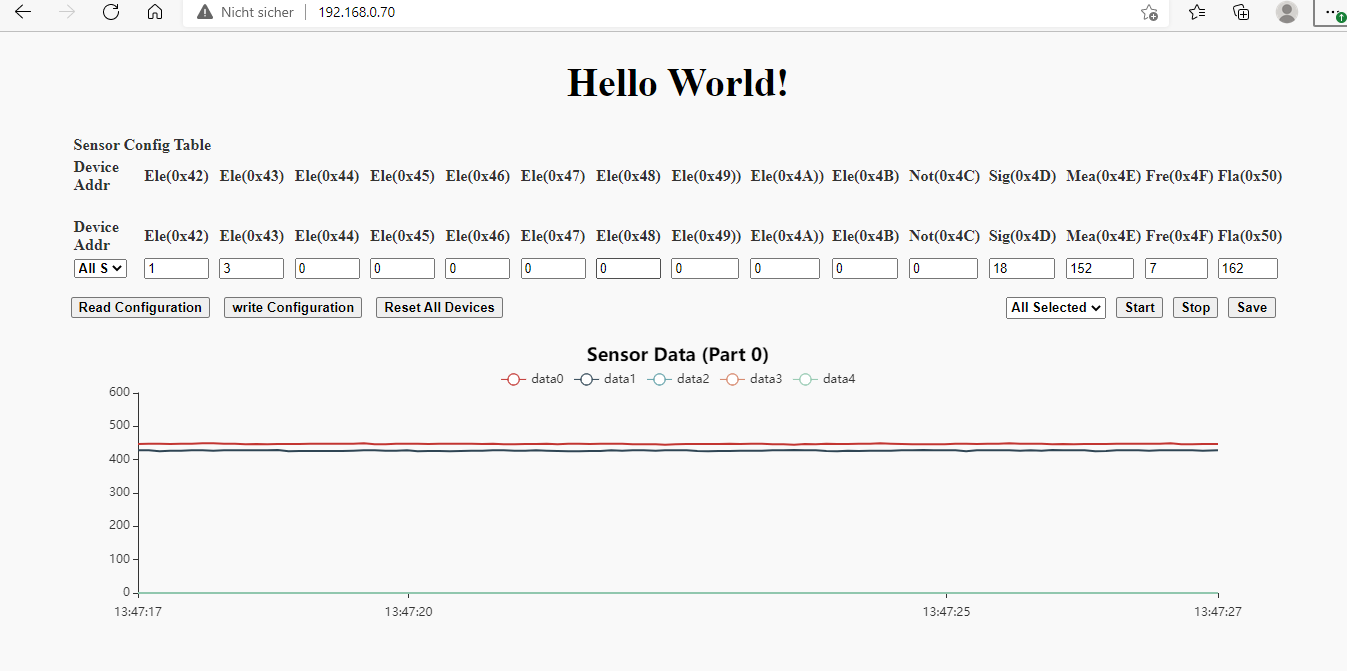 Nicht sicher 192.168.0.70
Hello World!
Sensor Config Table
Device Addr Ele(0x42) Ele(0x43) Ele(0x44) Ele(0x45) Ele(0x46) Ele(0x47) Ele(0x48) Ele(0x49)) Ele(0x4A)) Ele(0x4B) Not(0x4C) Sig(0x4D) Mea(0x4E) Fre(0x4F) Fla(0x50)
Device Addr Ele(0x42) Ele(0x43) Ele(0x44) Ele(0x45) Ele(0x46) Ele(0x47) Ele(0x48) Ele(0x49)) Ele(0x4A)) Ele(0x4B) Not(0x4C) Sig(0x4D) Mea(0x4E) Fre(0x4F) Fla(0x50)
All S 1 3 0 0 0 0 0 0 0 0 0 18 152 7 162
Read Configuration write Configuration Reset All Devices All Selected Start Stop Save
Sensor Data (Part 0)
data0 data1 data2 data3 data4
600
500
400
300
200
100
0
13:47:17 13:47:20 13:47:25 13:47:27